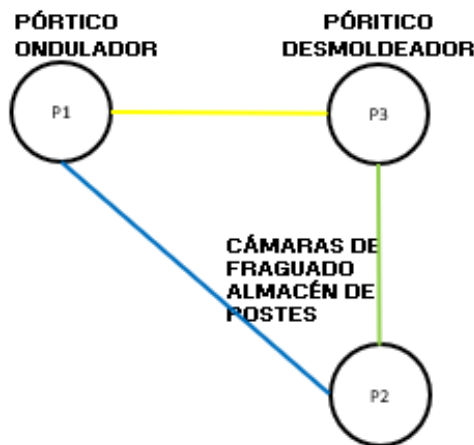 PÓRTICO
ONDULADOR
PÓRITICO
DESMOLDEADOR
P1
P3
CÁMARAS DE
FRAGUADO
ALMACÉN DE
POSTES
P2